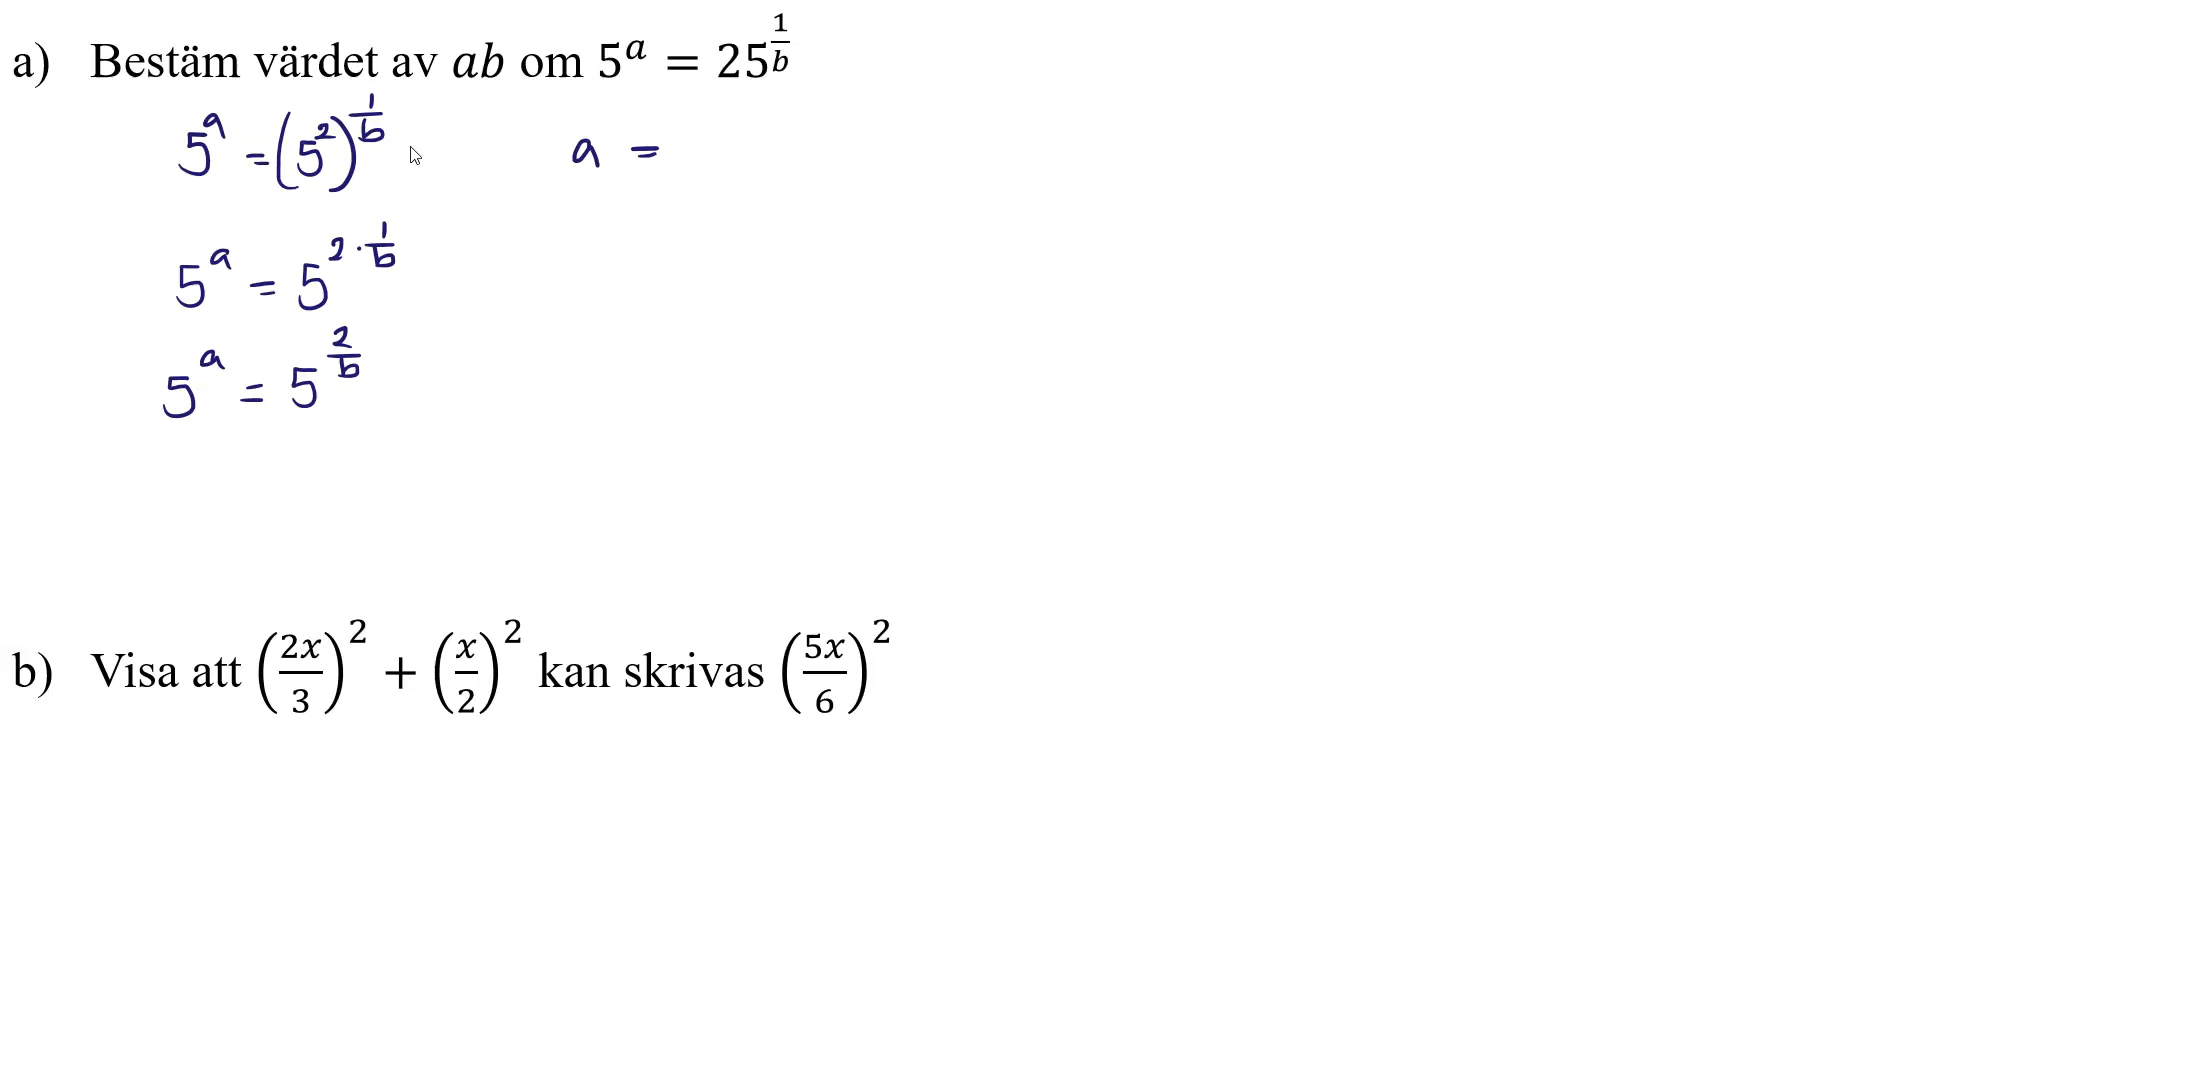 a) Bestäm värdet av ab om 5^a = 25^(1/b)
5^a = (5^2)^(1/b)
a =
5^a = 5^(2·1/b)
5^a = 5^(2/b)
b) Visa att (2x/3)^2 + (x/2)^2 kan skrivas (5x/6)^2